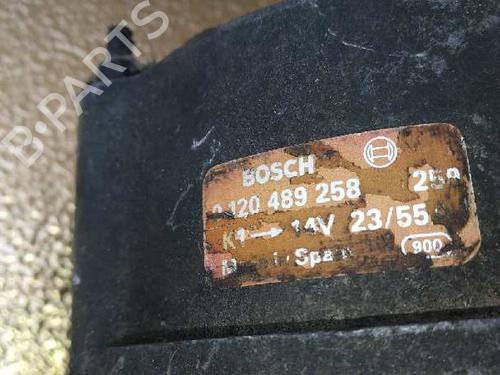 B-PARTS
BOSCH
0 120 489 258
K1→ 14V 23/55
900